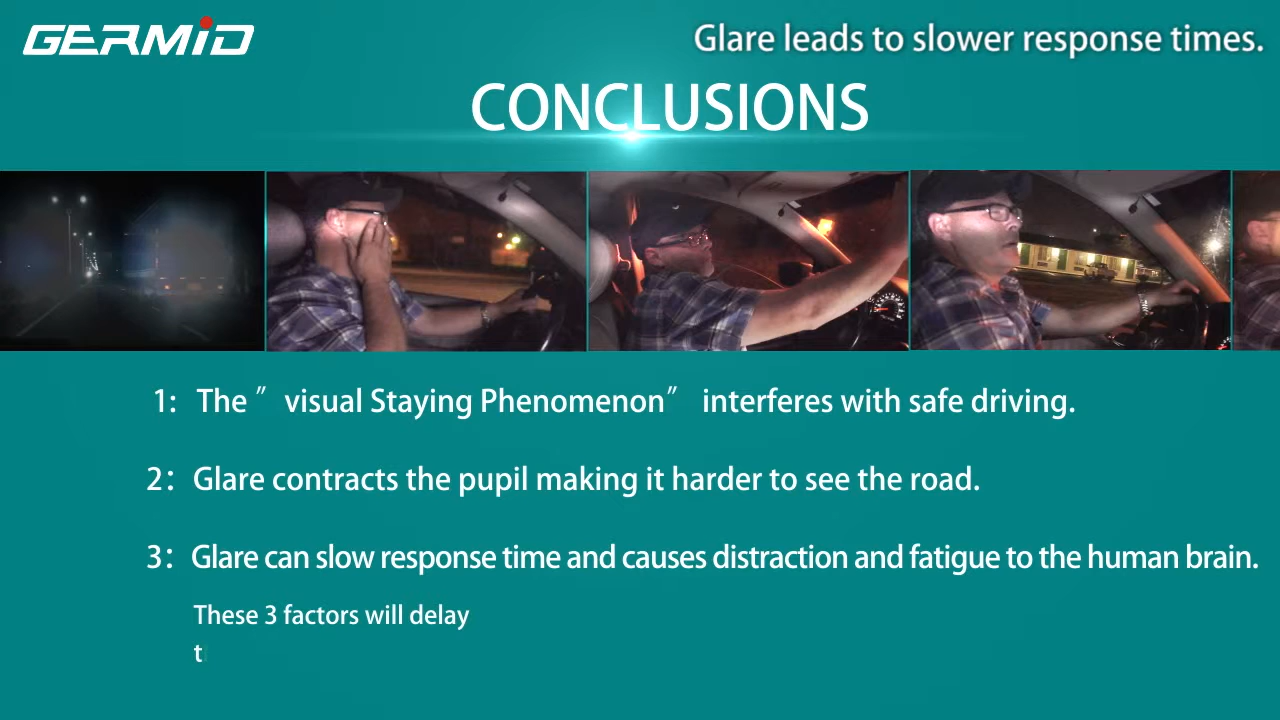 GERMID
Glare leads to slower response times.
CONCLUSIONS
1: The ″ visual Staying Phenomenon″ interferes with safe driving.
2: Glare contracts the pupil making it harder to see the road.
3: Glare can slow response time and causes distraction and fatigue to the human brain.
These 3 factors will delay
t